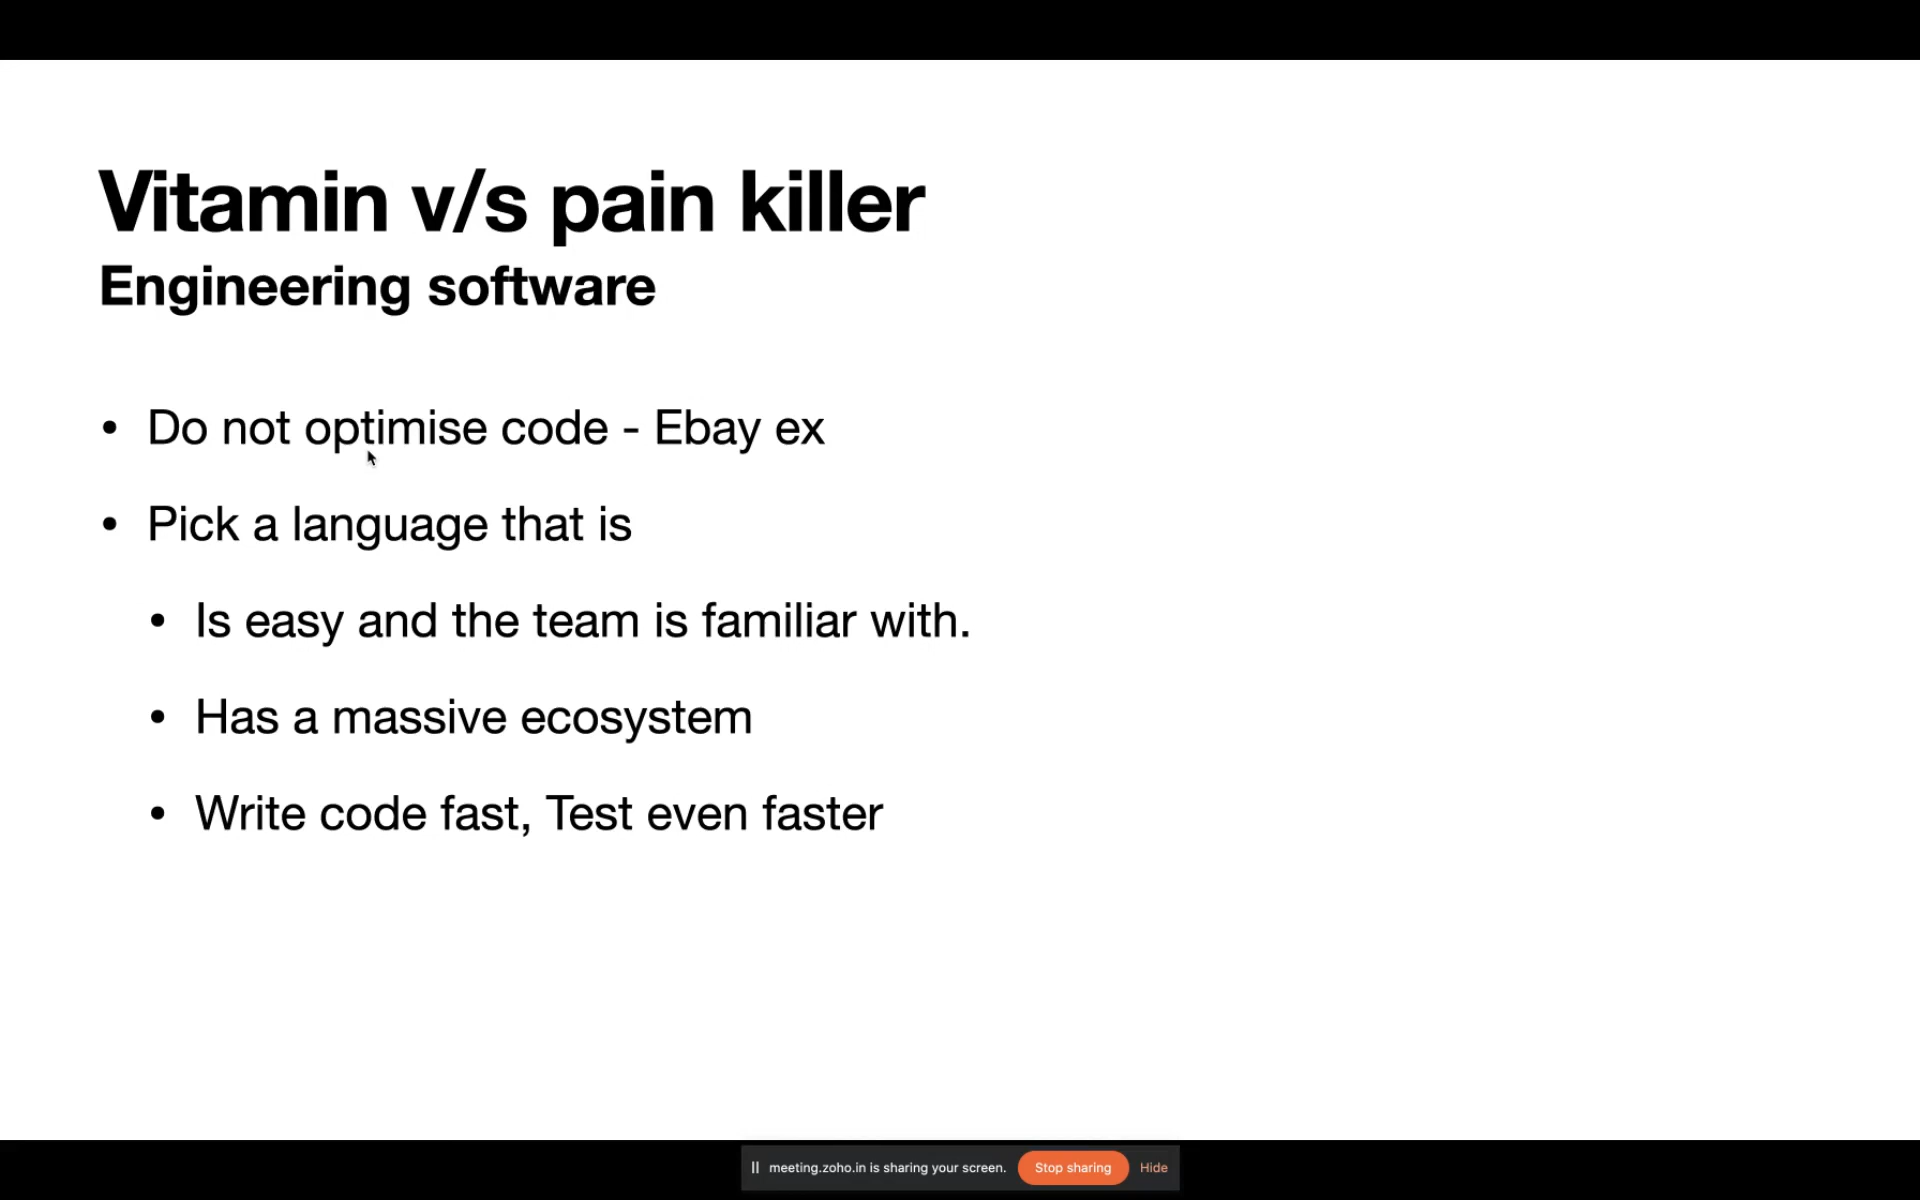 Vitamin v/s pain killer
Engineering software
• Do not optimise code - Ebay ex
• Pick a language that is
• Is easy and the team is familiar with.
• Has a massive ecosystem
• Write code fast, Test even faster
meeting.zoho.in is sharing your screen. Stop sharing Hide